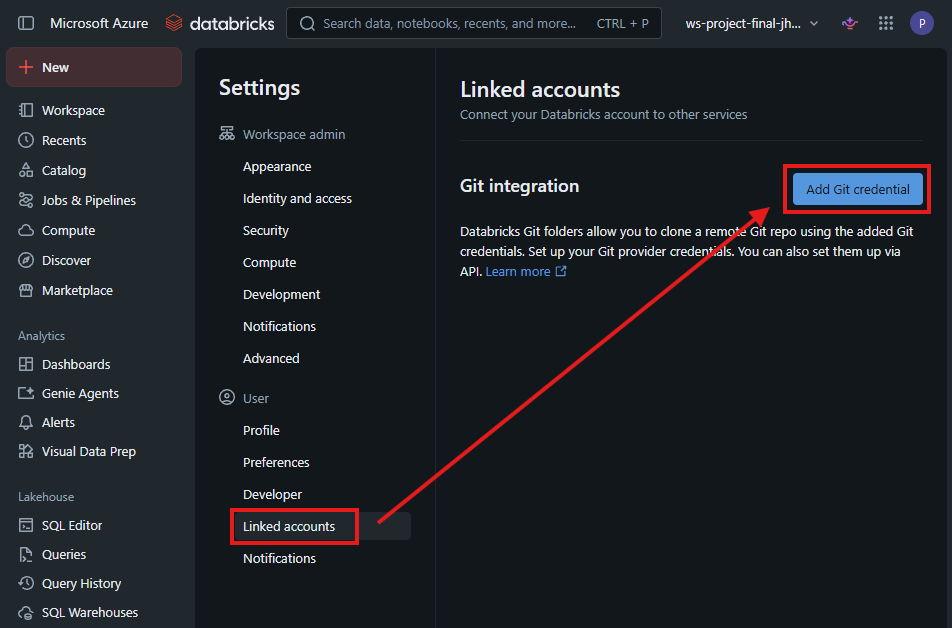 Microsoft Azure
databricks
Search data, notebooks, recents, and more... CTRL + P
ws-project-final-jh...
P
New
Workspace
Recents
Catalog
Jobs & Pipelines
Compute
Discover
Marketplace
Analytics
Dashboards
Genie Agents
Alerts
Visual Data Prep
Lakehouse
SQL Editor
Queries
Query History
SQL Warehouses
Settings
Workspace admin
Appearance
Identity and access
Security
Compute
Development
Notifications
Advanced
User
Profile
Preferences
Developer
Linked accounts
Notifications
Linked accounts
Connect your Databricks account to other services
Git integration
Add Git credential
Databricks Git folders allow you to clone a remote Git repo using the added Git
credentials. Set up your Git provider credentials. You can also set them up via
API. Learn more